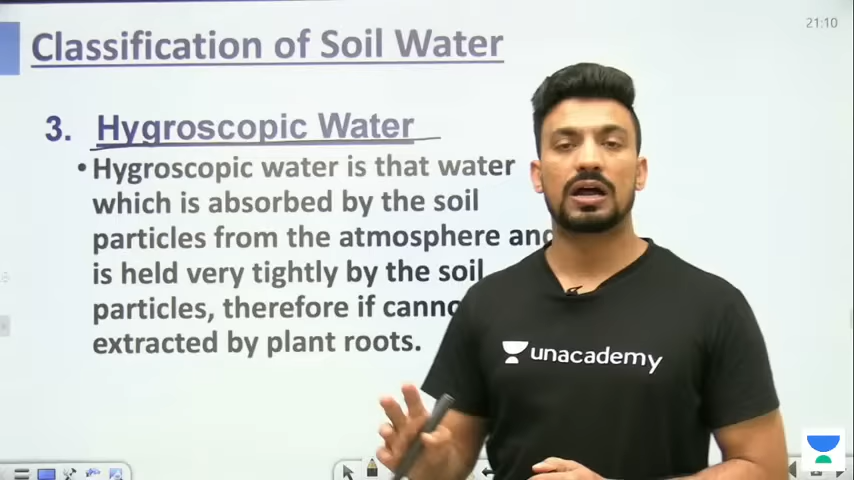 21:10
Classification of Soil Water
3. Hygroscopic Water
• Hygroscopic water is that water
which is absorbed by the soil
particles from the atmosphere and
is held very tightly by the soil
particles, therefore if canno
extracted by plant roots.
unacademy